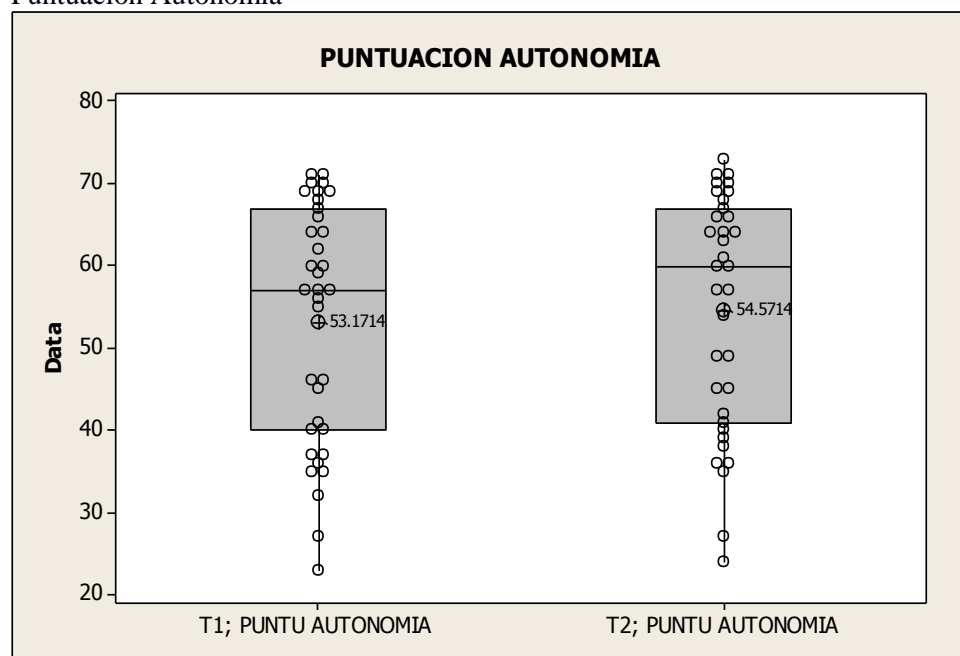 Puntuación Autonomía
PUNTUACION AUTONOMIA
80
70
60
50
40
30
20
Data
53.1714
54.5714
T1; PUNTU AUTONOMIA
T2; PUNTU AUTONOMIA